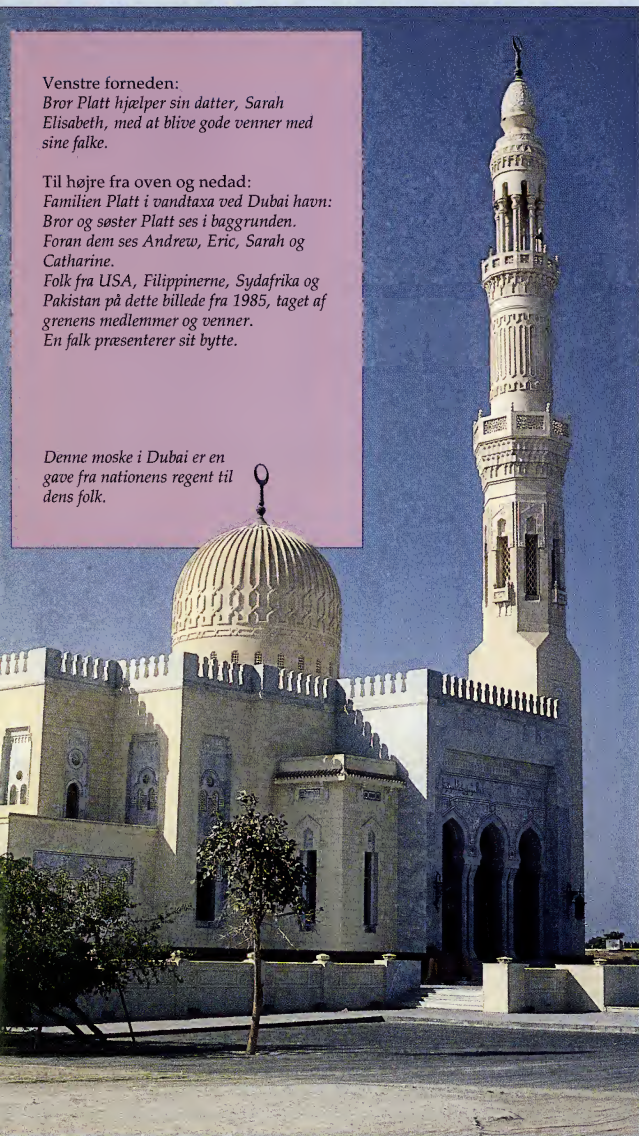 Venstre forneden:
Bror Platt hjælper sin datter, Sarah
Elisabeth, med at blive gode venner med
sine falke.
Til højre fra oven og nedad:
Familien Platt i vandtaxa ved Dubai havn:
Bror og søster Platt ses i baggrunden.
Foran dem ses Andrew, Eric, Sarah og
Catharine.
Folk fra USA, Filippinerne, Sydafrika og
Pakistan på dette billede fra 1985, taget af
grenens medlemmer og venner.
En falk præsenterer sit bytte.
Denne moske i Dubai er en
gave fra nationens regent til
dens folk.